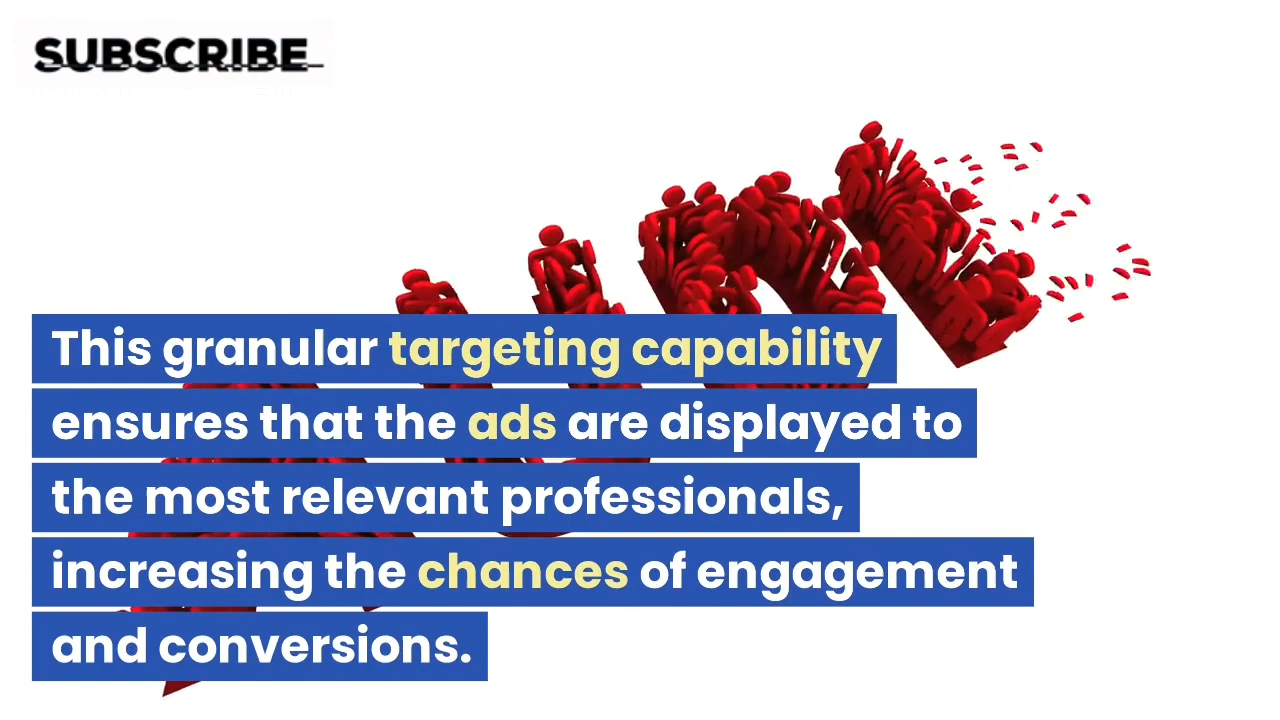 SUBSCRIBE
This granular targeting capability
ensures that the ads are displayed to
the most relevant professionals,
increasing the chances of engagement
and conversions.